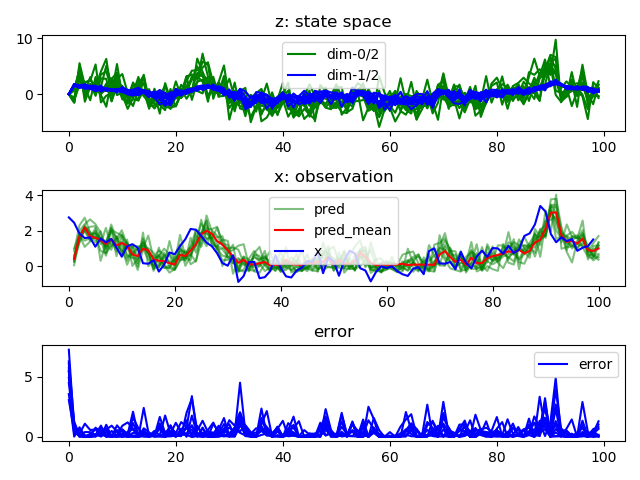 z: state space
10
0
dim-0/2
dim-1/2
0 20 40 60 80 100
x: observation
4
2
0
pred
pred_mean
x
0 20 40 60 80 100
error
5
0
error
0 20 40 60 80 100